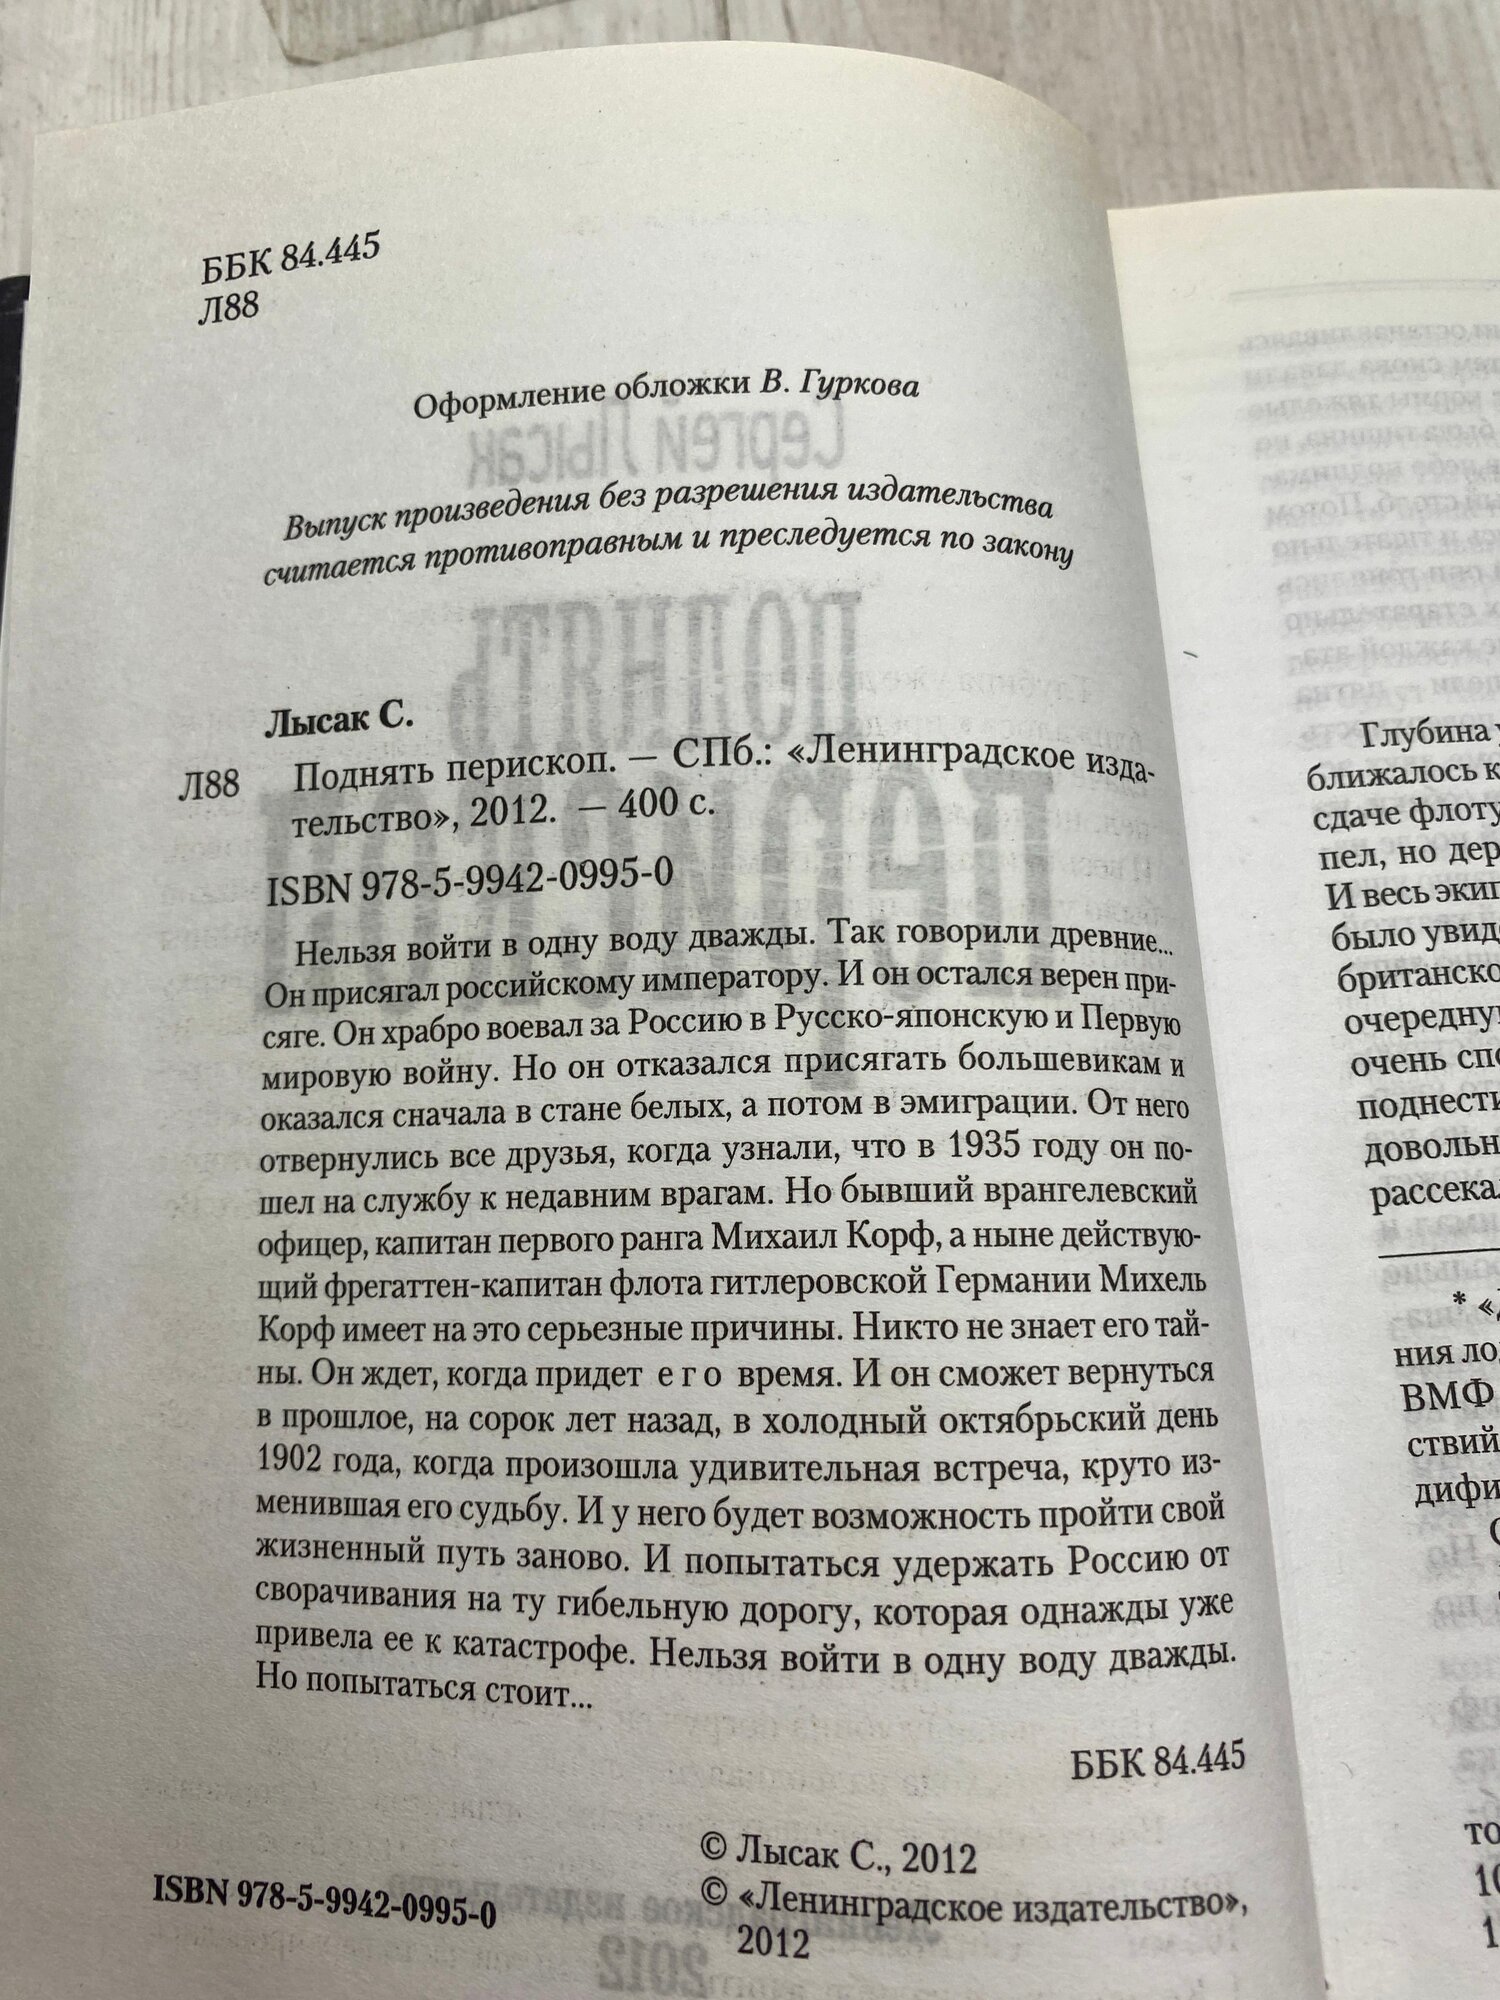 ББК 84.445
Л88
Оформление обложки В. Гуркова
Выпуск произведения без разрешения издательства
считается противоправным и преследуется по закону
Лысак С.
Л88 Поднять перископ. — СПб.: «Ленинградское изда-
тельство», 2012. — 400 с.
ISBN 978-5-9942-0995-0
Нельзя войти в одну воду дважды. Так говорили древние...
Он присягал российскому императору. И он остался верен при-
сяге. Он храбро воевал за Россию в Русско-японскую и Первую
мировую войну. Но он отказался присягать большевикам и
оказался сначала в стане белых, а потом в эмиграции. От него
отвернулись все друзья, когда узнали, что в 1935 году он по-
шел на службу к недавним врагам. Но бывший врангелевский
офицер, капитан первого ранга Михаил Корф, а ныне действую-
щий фрегаттен-капитан флота гитлеровской Германии Михель
Корф имеет на это серьезные причины. Никто не знает его тай-
ны. Он ждет, когда придет его время. И он сможет вернуться
в прошлое, на сорок лет назад, в холодный октябрьский день
1902 года, когда произошла удивительная встреча, круто из-
менившая его судьбу. И у него будет возможность пройти свой
жизненный путь заново. И попытаться удержать Россию от
сворачивания на ту гибельную дорогу, которая однажды уже
привела ее к катастрофе. Нельзя войти в одну воду дважды.
Но попытаться стоит...
ББК 84.445
© Лысак С., 2012
© «Ленинградское издательство»,
2012
ISBN 978-5-9942-0995-0
Глубина
ближалось к
сдаче флоту
пел, но дер
И весь экип
было увид
британско
очередну
очень спо
поднести
довольн
рассека
* «
ния ло
ВМФ
ствий
дифи
то
10
1